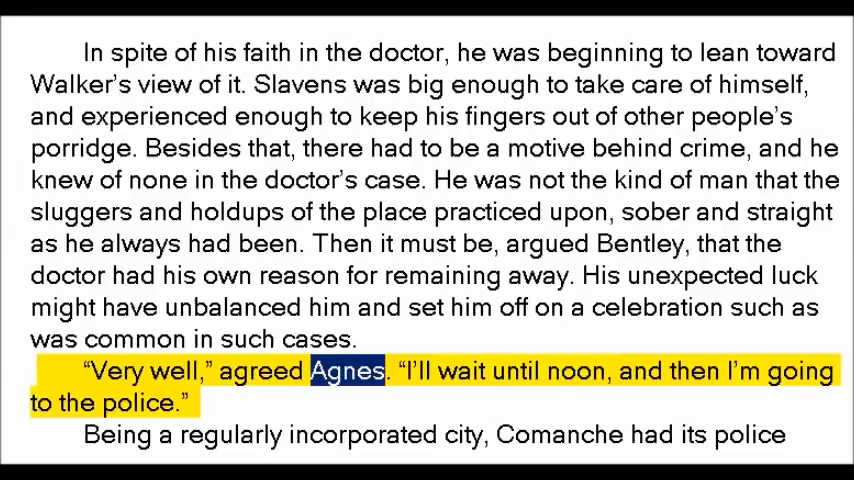 In spite of his faith in the doctor, he was beginning to lean toward
Walker’s view of it. Slavens was big enough to take care of himself,
and experienced enough to keep his fingers out of other people’s
porridge. Besides that, there had to be a motive behind crime, and he
knew of none in the doctor’s case. He was not the kind of man that the
sluggers and holdups of the place practiced upon, sober and straight
as he always had been. Then it must be, argued Bentley, that the
doctor had his own reason for remaining away. His unexpected luck
might have unbalanced him and set him off on a celebration such as
was common in such cases.
“Very well,” agreed Agnes. “I’ll wait until noon, and then I’m going
to the police.”
Being a regularly incorporated city, Comanche had its police